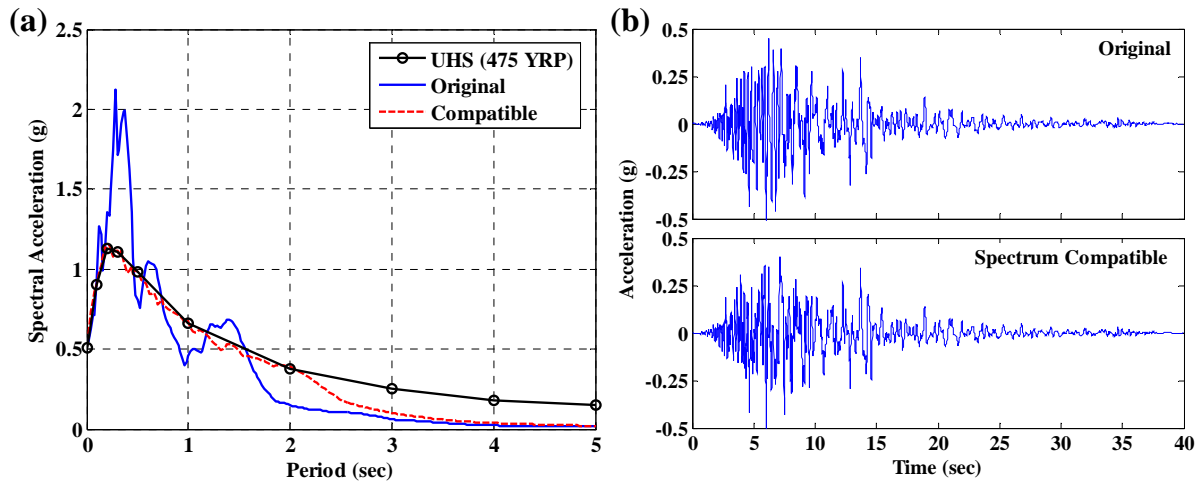 (a)
2.5
2
1.5
1
0.5
0
Spectral Acceleration (g)
UHS (475 YRP)
Original
Compatible
0 1 2 3 4 5
Period (sec)
(b)
0.5
0.25
0
-0.25
-0.5
Original
Acceleration (g)
0.5
0.25
0
-0.25
-0.5
Spectrum Compatible
0 5 10 15 20 25 30 35 40
Time (sec)